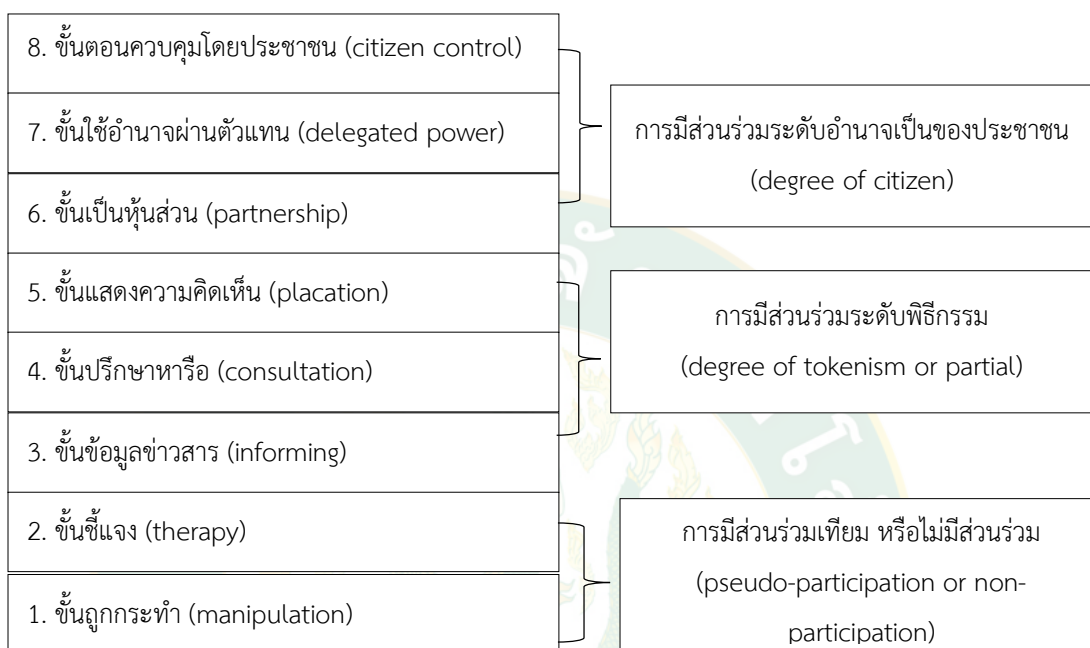 8. ขั้นตอนควบคุมโดยประชาชน (citizen control)
7. ขั้นใช้อำนาจผ่านตัวแทน (delegated power)
6. ขั้นเป็นหุ้นส่วน (partnership)
5. ขั้นแสดงความคิดเห็น (placation)
4. ขั้นปรึกษาหารือ (consultation)
3. ขั้นข้อมูลข่าวสาร (informing)
2. ขั้นชี้แจง (therapy)
1. ขั้นถูกกระทำ (manipulation)
การมีส่วนร่วมระดับอำนาจเป็นของประชาชน
(degree of citizen)
การมีส่วนร่วมระดับพิธีกรรม
(degree of tokenism or partial)
การมีส่วนร่วมเทียม หรือไม่มีส่วนร่วม
(pseudo-participation or non-
participation)